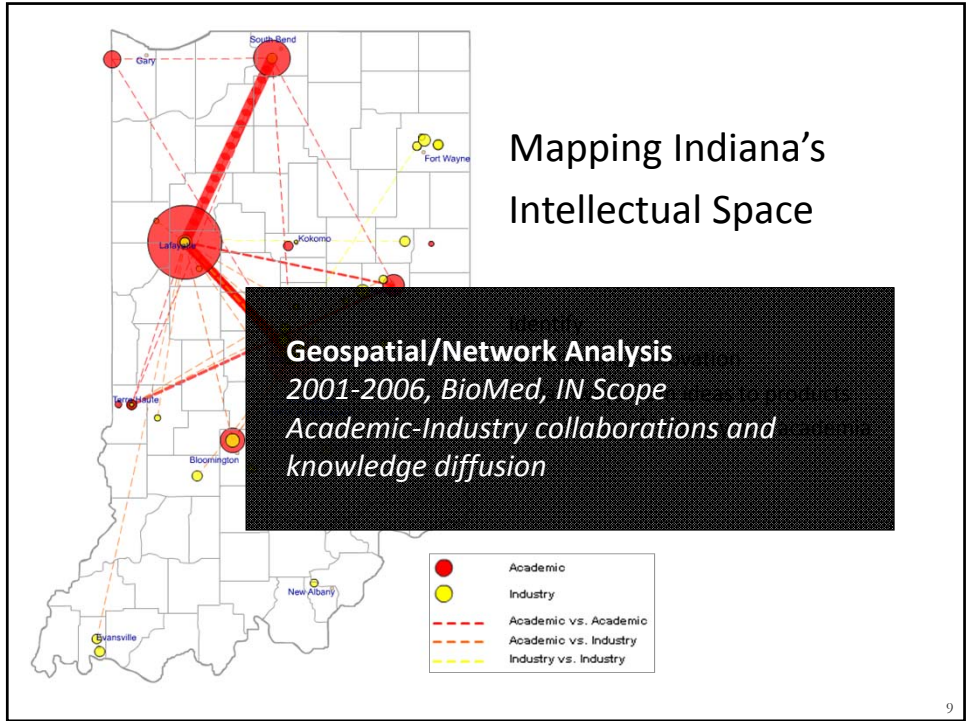 Mapping Indiana’s
Intellectual Space
South Bend
Gary
Fort Wayne
Kokomo
Lafayette
Identify
Geospatial/Network Analysis
2001-2006, BioMed, IN Scope
Academic-Industry collaborations and academia
knowledge diffusion
Terre Haute
Bloomington
New Albany
Evansville
Academic
Industry
Academic vs. Academic
Academic vs. Industry
Industry vs. Industry
9